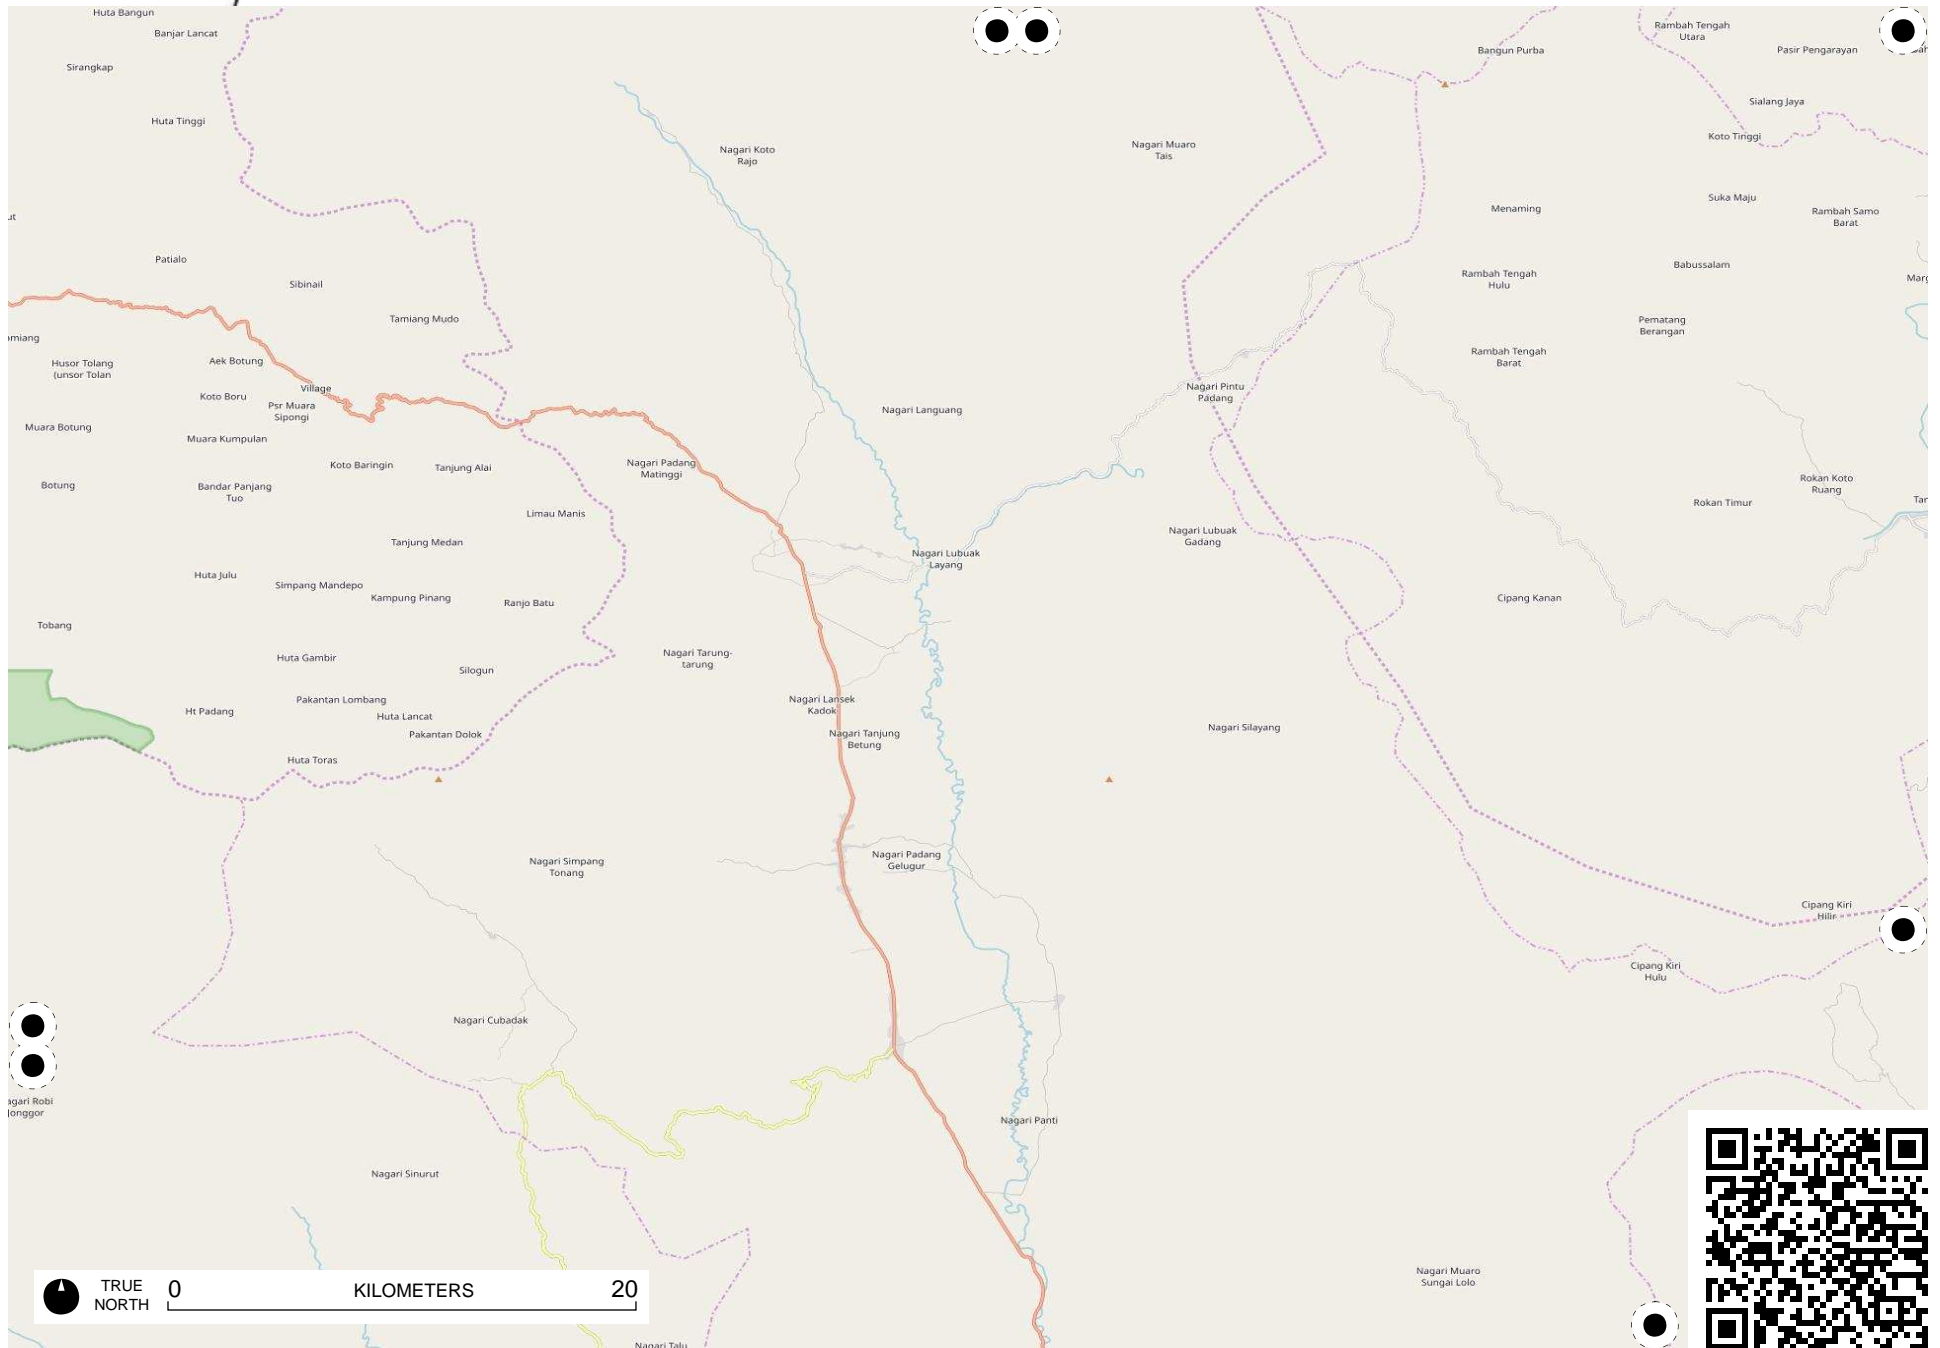 Huta Bangun
Banjar Lancat
Sirangkap
Huta Tinggi
Nagari Koto
Rajo
Nagari Muaro
Tais
Bangun Purba
Rambah Tengah
Utara
Pasir Pengarayan
Sialang Jaya
Koto Tinggi
Suka Maju
Menaming
Rambah Samo
Barat
Patialo
Sibinail
Babussalam
Rambah Tengah
Hulu
Tamiang Mudo
Pematang
Berangan
amiang
Husor Tolang
(unsor Tolan
Aek Botung
Rambah Tengah
Barat
Village
Koto Boru
Psr Muara
Sipongi
Nagari Pintu
Padang
Nagari Languang
Muara Botung
Muara Kumpulan
Koto Baringin
Tanjung Alai
Nagari Padang
Matinggi
Botung
Bandar Panjang
Tuo
Rokan Koto
Ruang
Rokan Timur
Limau Manis
Nagari Lubuak
Gadang
Tanjung Medan
Nagari Lubuak
Layang
Huta Julu
Simpang Mandepo
Kampung Pinang
Ranjo Batu
Cipang Kanan
Tobang
Huta Gambir
Silogun
Nagari Tarung-
tarung
Pakantan Lombang
Ht Padang
Huta Lancat
Nagari Lansek
Kadok
Pakantan Dolok
Nagari Tanjung
Betung
Nagari Silayang
Huta Toras
Nagari Simpang
Tonang
Nagari Padang
Gelugur
Cipang Kiri
Hilir
Cipang Kiri
Hulu
Nagari Cubadak
agari Robi
Jonggor
Nagari Panti
Nagari Sinurut
Nagari Muaro
Sungai Lolo
TRUE
NORTH
0 KILOMETERS 20
Nagari Talu